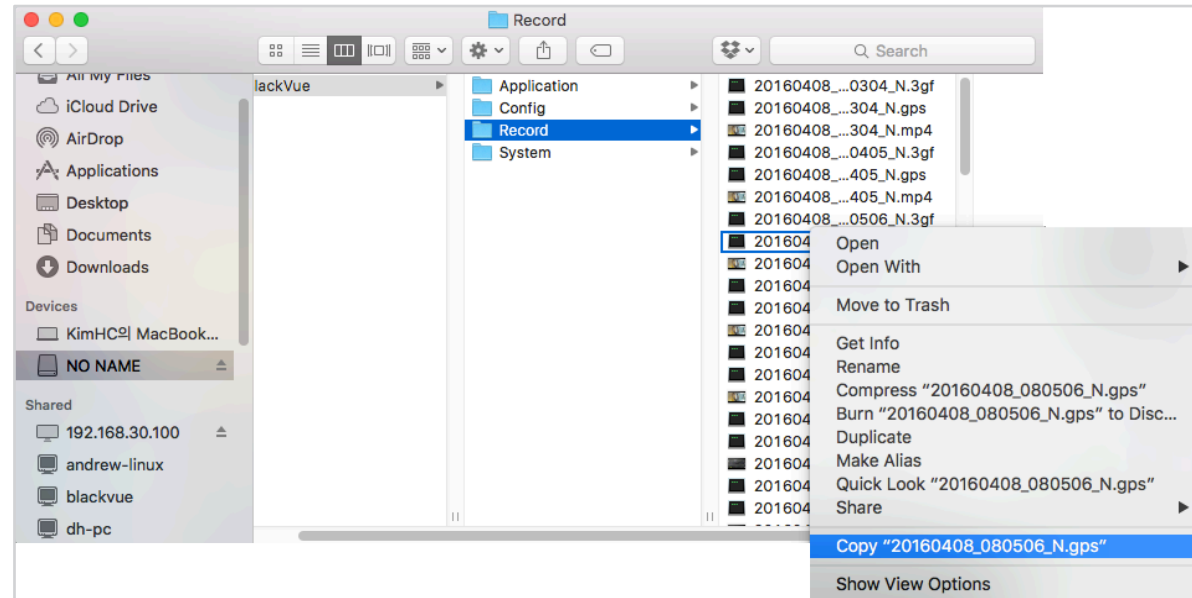 Record
Search
All My Files
iCloud Drive
AirDrop
Applications
Desktop
Documents
Downloads
Devices
KimHC의 MacBook...
NO NAME
Shared
192.168.30.100
andrew-linux
blackvue
dh-pc
lackVue
Application
Config
Record
System
20160408_...0304_N.3gf
20160408_...304_N.gps
20160408_...304_N.mp4
20160408_...0405_N.3gf
20160408_...405_N.gps
20160408_...405_N.mp4
20160408_...0506_N.3gf
201604
201604
201604
201604
201604
201604
201604
201604
201604
201604
201604
201604
201604
Open
Open With
Move to Trash
Get Info
Rename
Compress “20160408_080506_N.gps”
Burn “20160408_080506_N.gps” to Disc...
Duplicate
Make Alias
Quick Look “20160408_080506_N.gps”
Share
Copy “20160408_080506_N.gps”
Show View Options